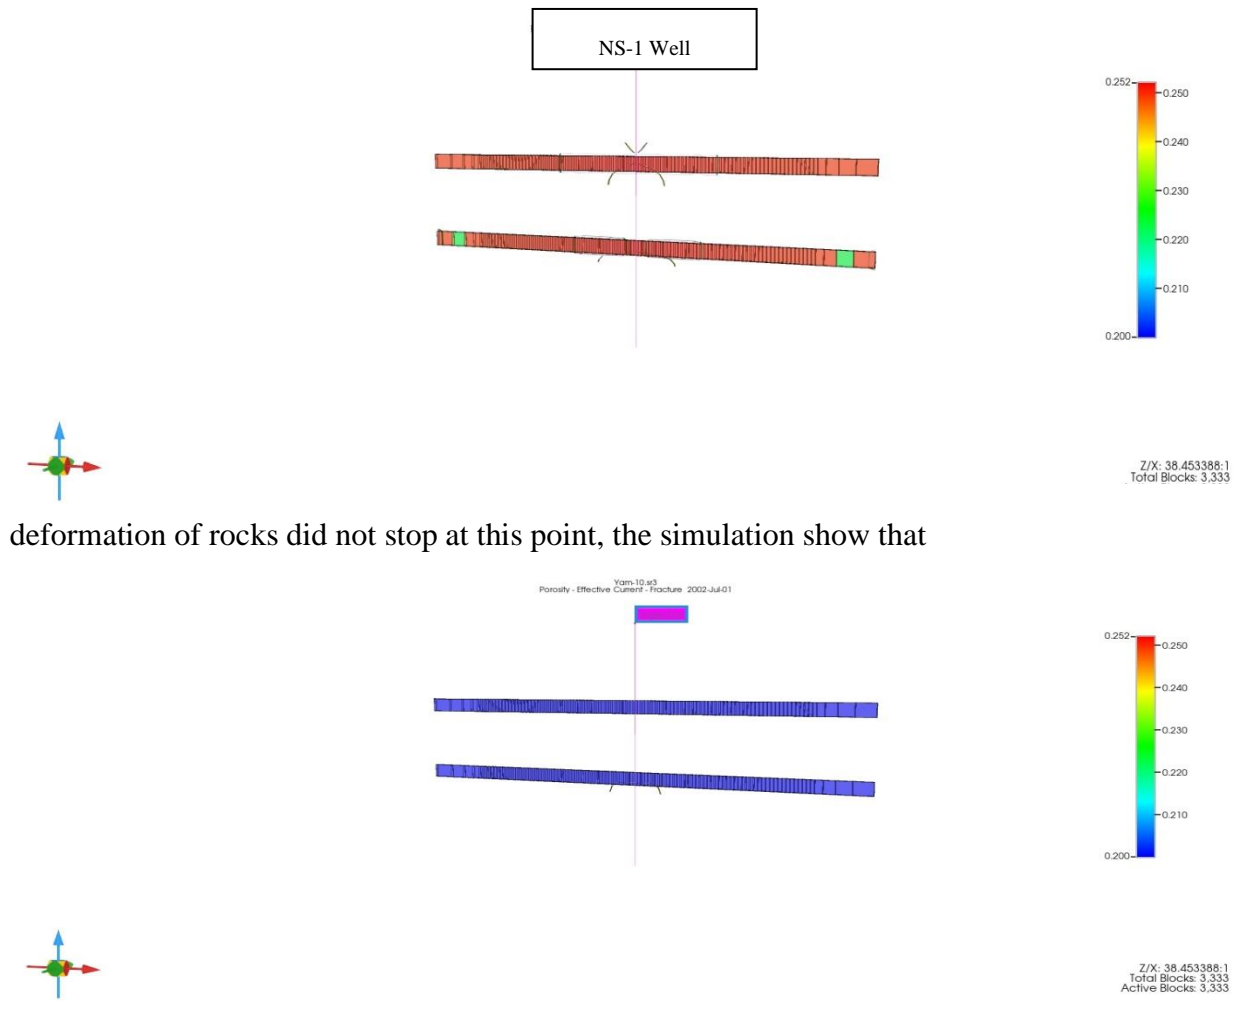 NS-1 Well
0.252
0.250
0.240
0.230
0.220
0.210
0.200
Z/X: 38.453388:1
Total Blocks: 3,333
deformation of rocks did not stop at this point, the simulation show that
Yam-10.sr3
Porosity - Effective Current - Fracture 2002-Jul-01
0.252
0.250
0.240
0.230
0.220
0.210
0.200
Z/X: 38.453388:1
Total Blocks: 3,333
Active Blocks: 3,333